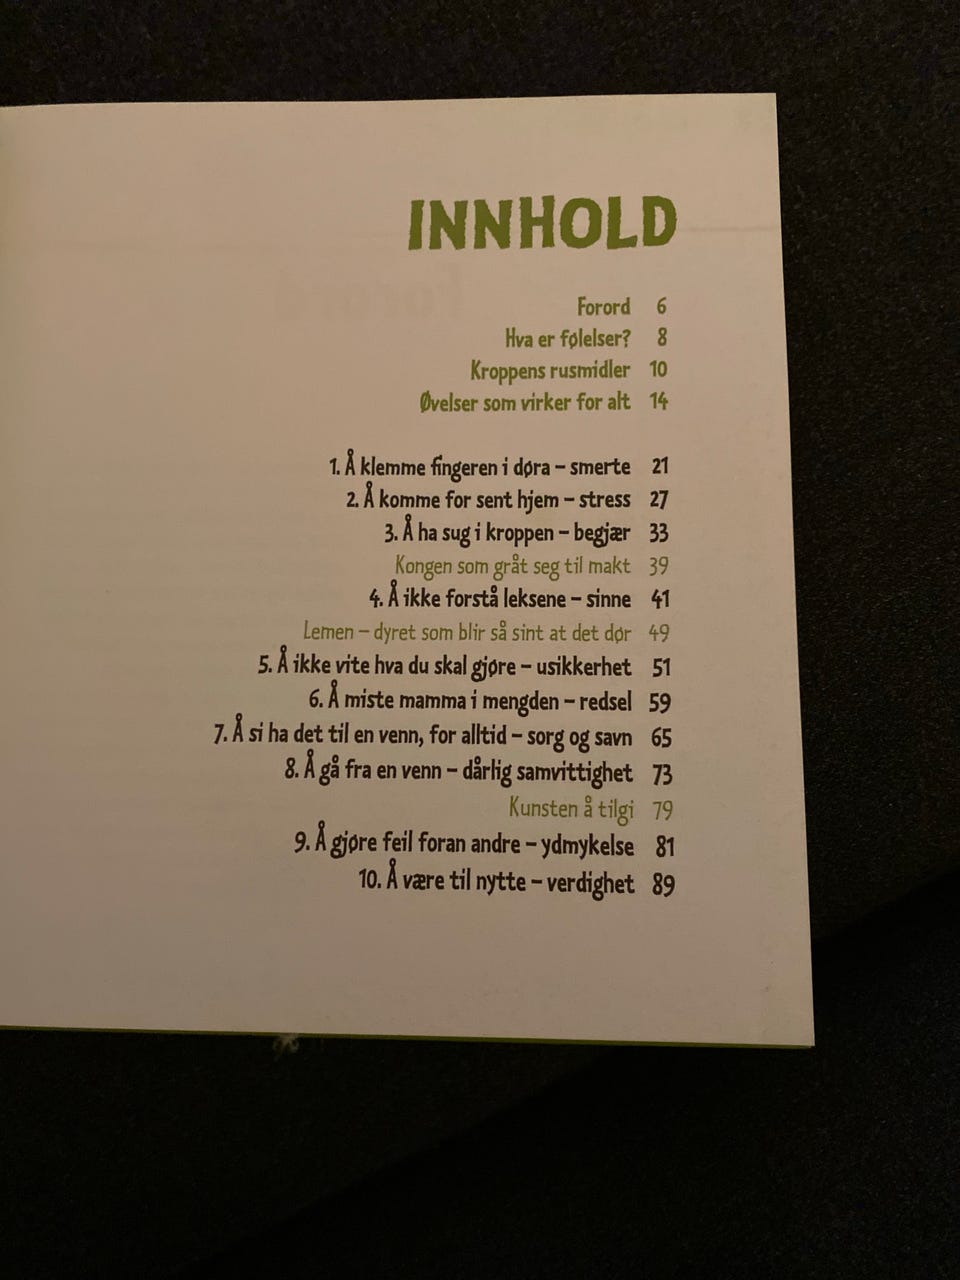 INNHOLD
Forord 6
Hva er følelser? 8
Kroppens rusmidler 10
Øvelser som virker for alt 14
1. Å klemme fingeren i døra – smerte 21
2. Å komme for sent hjem – stress 27
3. Å ha sug i kroppen – begjær 33
Kongen som gråt seg til makt 39
4. Å ikke forstå leksene – sinne 41
Lemen – dyret som blir så sint at det dør 49
5. Å ikke vite hva du skal gjøre – usikkerhet 51
6. Å miste mamma i mengden – redsel 59
7. Å si ha det til en venn, for alltid – sorg og savn 65
8. Å gå fra en venn – dårlig samvittighet 73
Kunsten å tilgi 79
9. Å gjøre feil foran andre – ydmykelse 81
10. Å være til nytte – verdighet 89